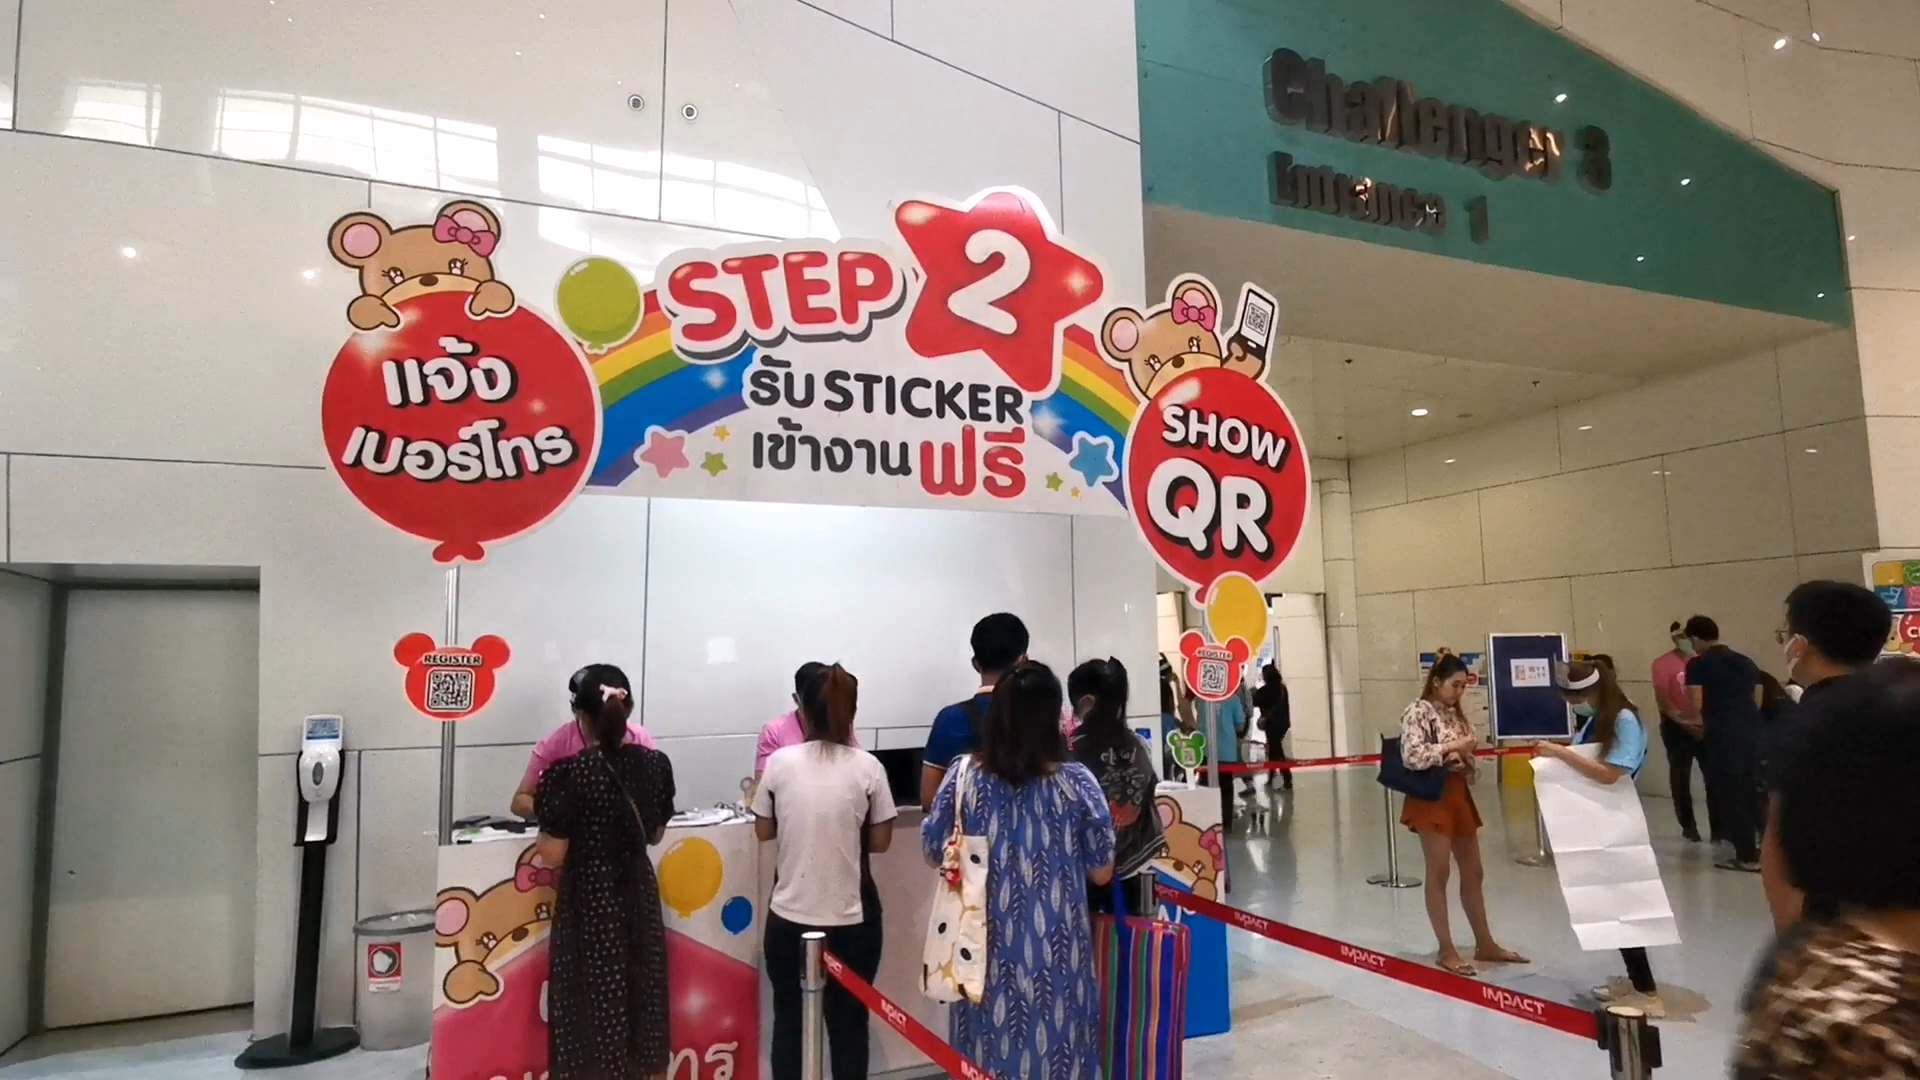 Challenger 3
Entrance 1
STEP 2
รับ STICKER
เข้างานฟรี
แจ้ง
เบอร์โทร
SHOW
QR
REGISTER
REGISTER
IMPACT
IMPACT
IMPACT
IMPACT